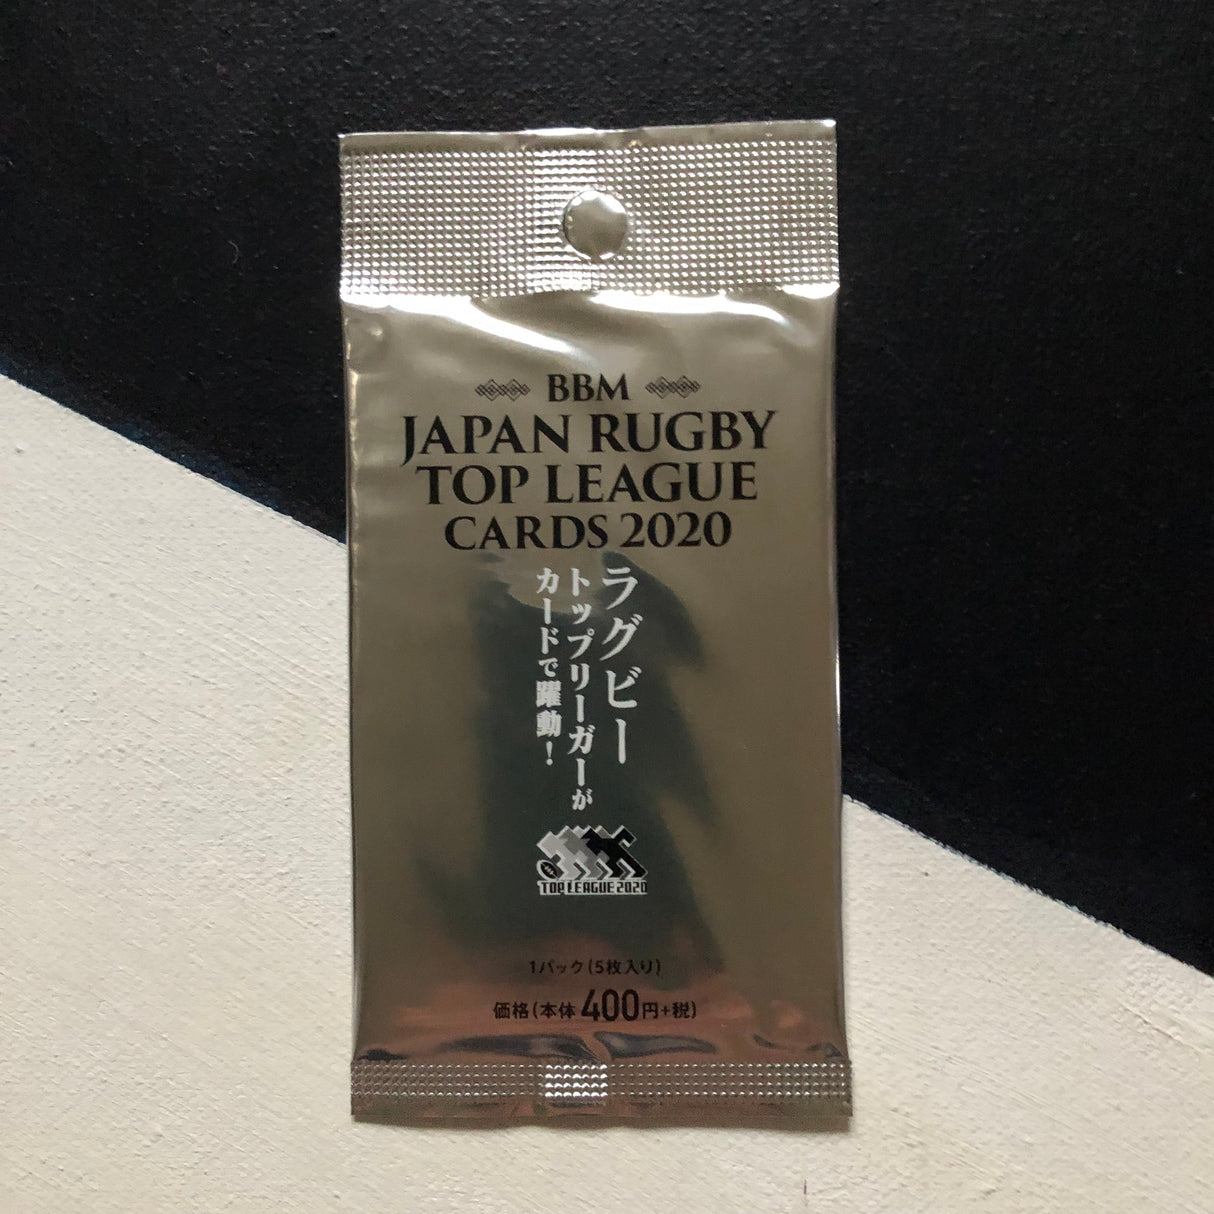 BBM
JAPAN RUGBY
TOP LEAGUE
CARDS 2020
ラグビー
トップリーガーが
カードで躍動！
TOP LEAGUE 2020
1パック（5枚入り）
価格（本体400円+税）